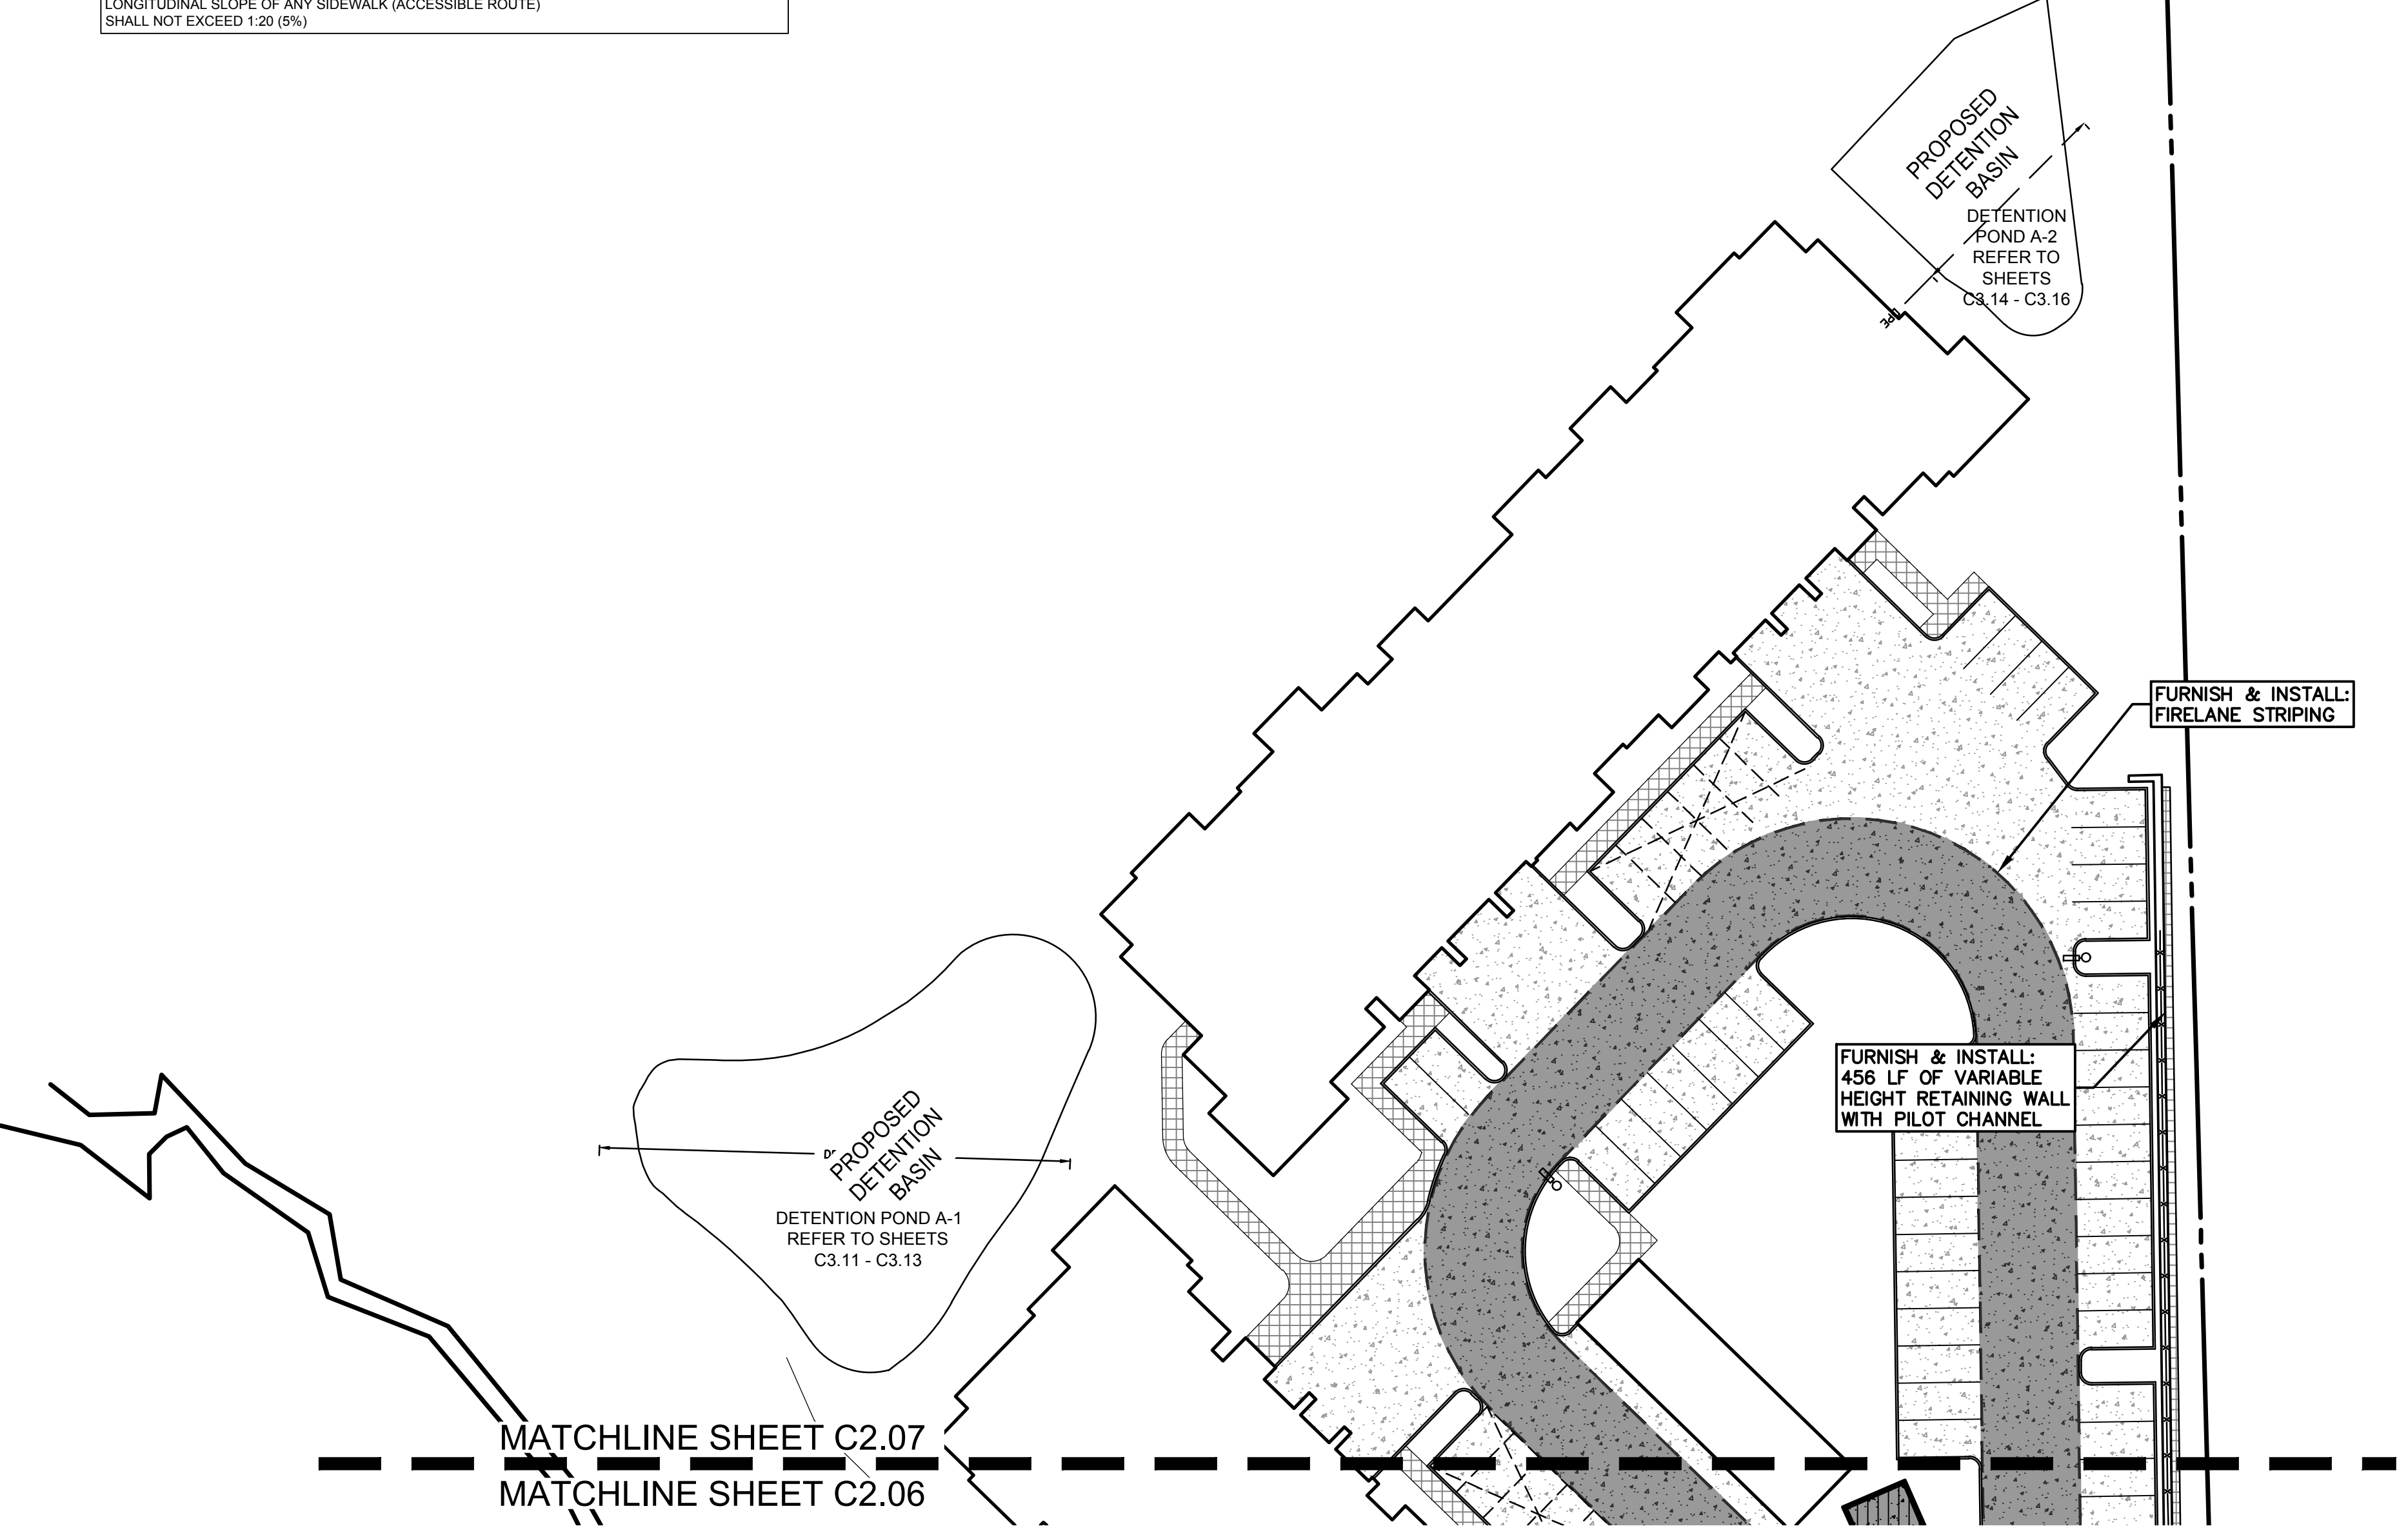 LONGITUDINAL SLOPE OF ANY SIDEWALK (ACCESSIBLE ROUTE)
SHALL NOT EXCEED 1:20 (5%)
PROPOSED
DETENTION
BASIN
DETENTION
POND A-2
REFER TO
SHEETS
C3.14 - C3.16
FURNISH & INSTALL:
FIRELANE STRIPING
FURNISH & INSTALL:
456 LF OF VARIABLE
HEIGHT RETAINING WALL
WITH PILOT CHANNEL
PROPOSED
DETENTION
BASIN
DETENTION POND A-1
REFER TO SHEETS
C3.11 - C3.13
MATCHLINE SHEET C2.07
MATCHLINE SHEET C2.06